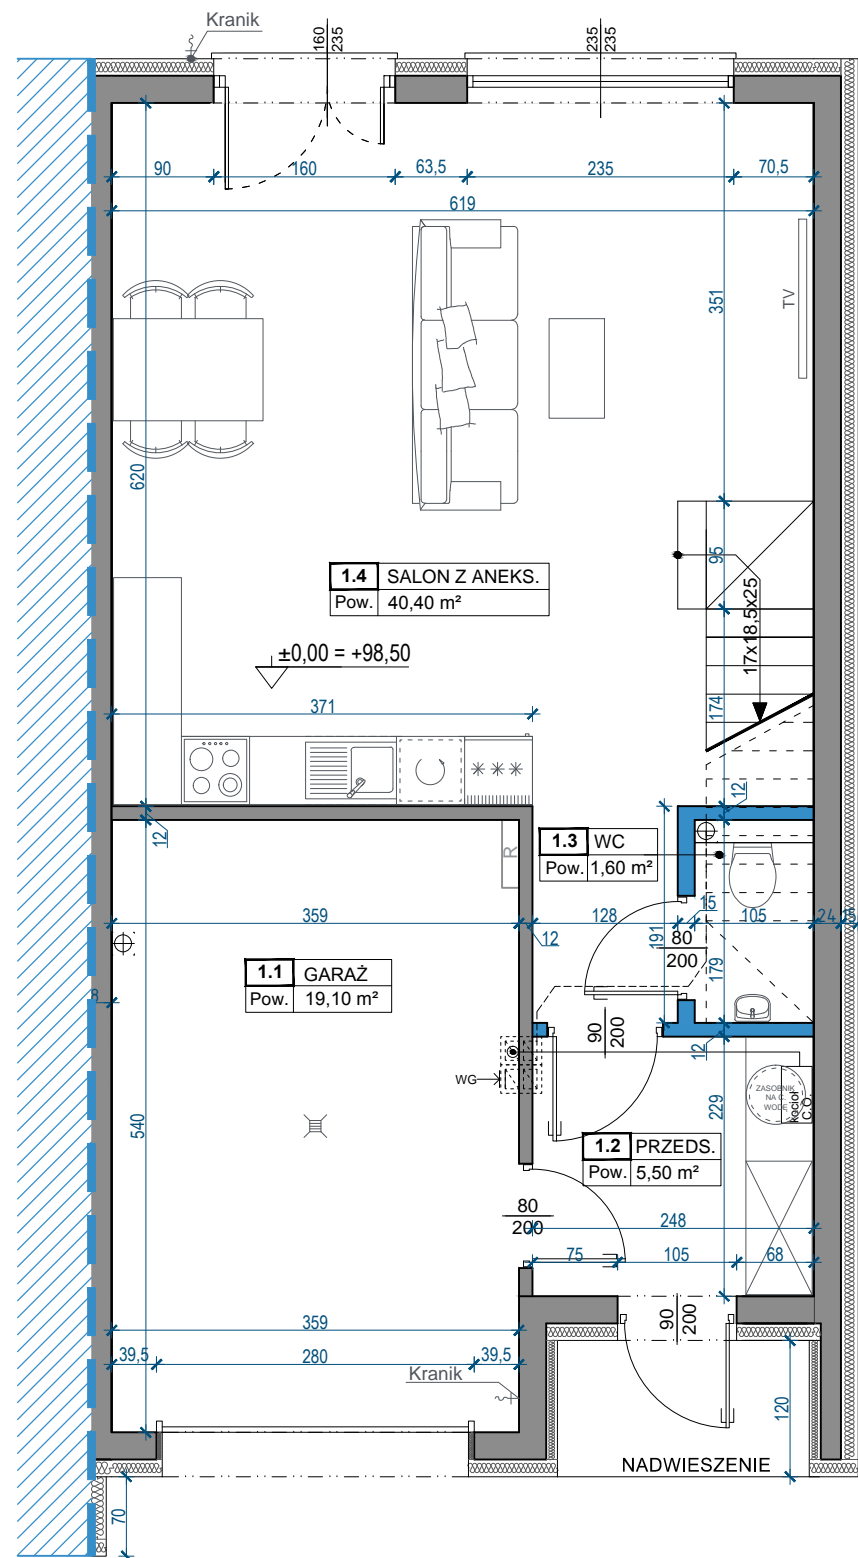 Kranik
160
235
235
235
90
160
63,5
235
70,5
619
351
TV
620
95
1.4 SALON Z ANEKS.
Pow. 40,40 m²
17x18,5x25
±0,00 = +98,50
371
174
12
12
1.3 WC
Pow. 1,60 m²
R
359
12
128
15
105
24
15
191
80
200
179
1.1 GARAŻ
Pow. 19,10 m²
8
90
200
12
WG
ZASOBNIK
NA C.
WODĘ
kocioł
C.O.
229
540
1.2 PRZEDS.
Pow. 5,50 m²
80
200
248
75
105
68
359
90
200
39,5
280
39,5
Kranik
120
NADWIESZENIE
70